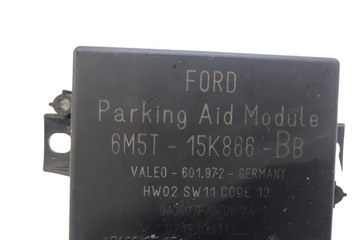 FORD
Parking Aid Module
6M5T - 15K866 - BB
VALEO - 601.972 - GERMANY
HW02 SW11 CODE 13